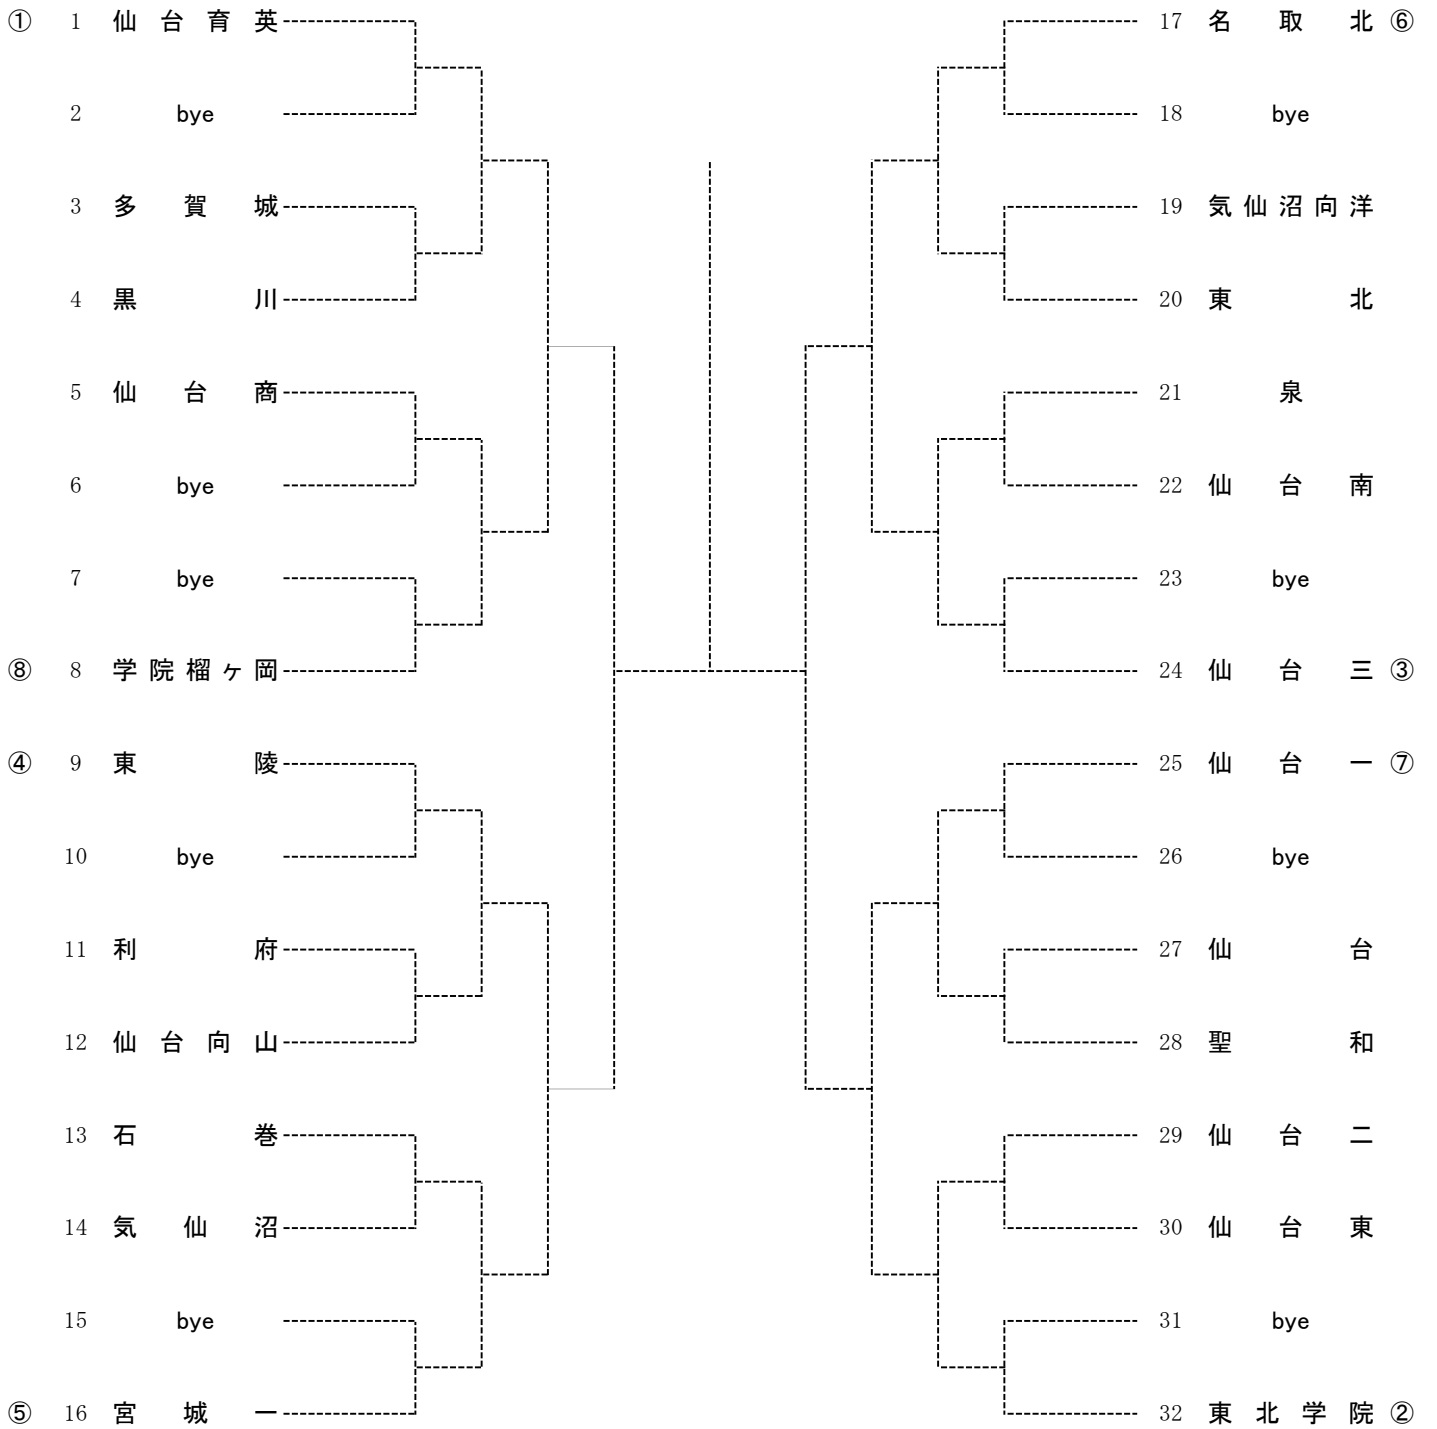 ① 1 仙台育英
2 bye
3 多賀城
4 黒川
5 仙台商
6 bye
7 bye
⑧ 8 学院榴ヶ岡
④ 9 東陵
10 bye
11 利府
12 仙台向山
13 石巻
14 気仙沼
15 bye
⑤ 16 宮城一
17 名取北 ⑥
18 bye
19 気仙沼向洋
20 東北
21 泉
22 仙台南
23 bye
24 仙台三 ③
25 仙台一 ⑦
26 bye
27 仙台
28 聖和
29 仙台二
30 仙台東
31 bye
32 東北学院 ②